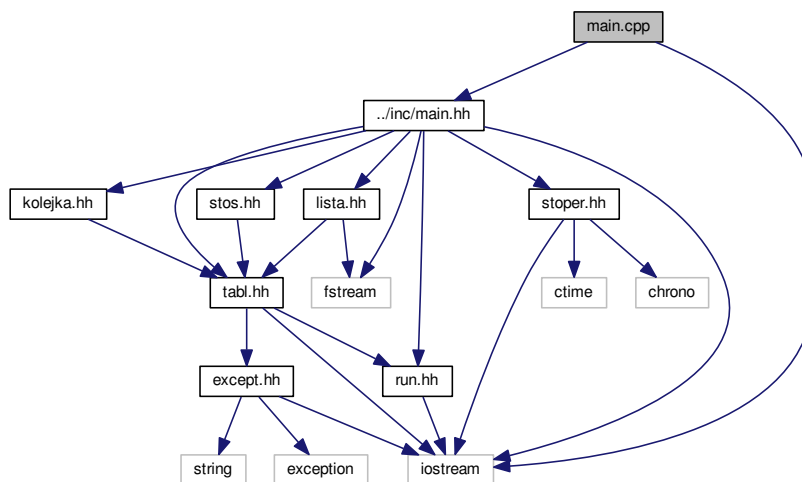 main.cpp
../inc/main.hh
kolejka.hh
stos.hh
lista.hh
stoper.hh
tabl.hh
fstream
ctime
chrono
except.hh
run.hh
string
exception
iostream